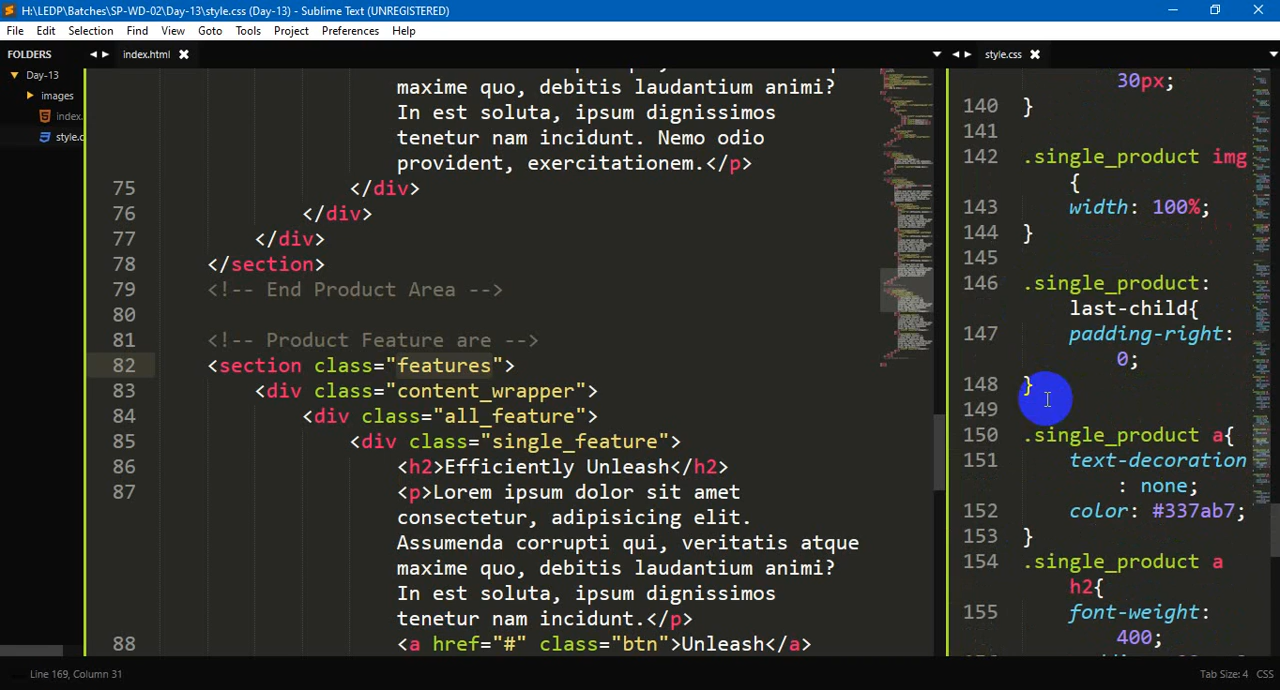 H:\LEDP\Batches\SP-WD-02\Day-13\style.css (Day-13) - Sublime Text (UNREGISTERED)
File Edit Selection Find View Goto Tools Project Preferences Help
FOLDERS
Day-13
images
index.
style.c
index.html
maxime quo, debitis laudantium animi?
In est soluta, ipsum dignissimos
tenetur nam incidunt. Nemo odio
provident, exercitationem.</p>
75 </div>
76 </div>
77 </div>
78 </section>
79 <!-- End Product Area -->
80
81 <!-- Product Feature are -->
82 <section class="features">
83 <div class="content_wrapper">
84 <div class="all_feature">
85 <div class="single_feature">
86 <h2>Efficiently Unleash</h2>
87 <p>Lorem ipsum dolor sit amet
consectetur, adipisicing elit.
Assumenda corrupti qui, veritatis atque
maxime quo, debitis laudantium animi?
In est soluta, ipsum dignissimos
tenetur nam incidunt.</p>
88 <a href="#" class="btn">Unleash</a>
style.css
30px;
140 }
141
142 .single_product img
{
143 width: 100%;
144 }
145
146 .single_product:
last-child{
147 padding-right:
0;
148 }
149
150 .single_product a{
151 text-decoration
: none;
152 color: #337ab7;
153 }
154 .single_product a
h2{
155 font-weight:
400;
Line 169, Column 31
Tab Size: 4 CSS